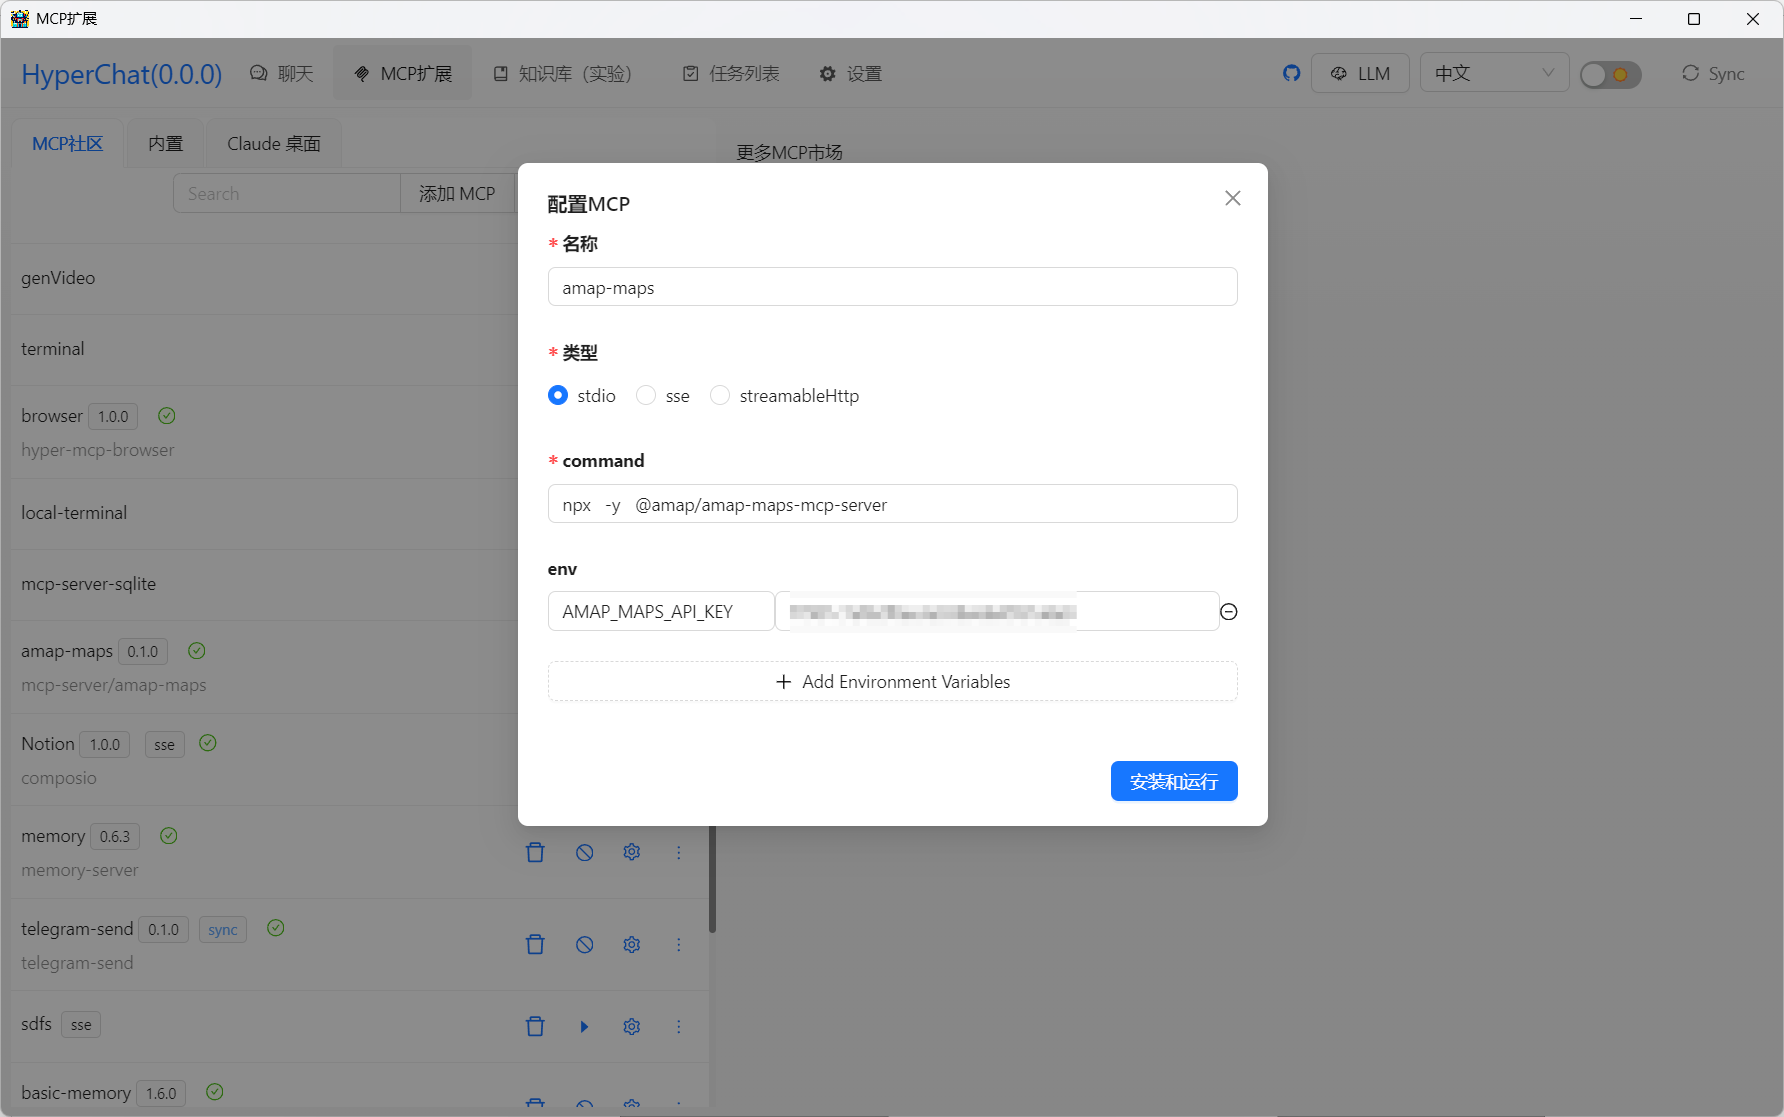 MCP扩展
HyperChat(0.0.0) 聊天 MCP扩展 知识库（实验） 任务列表 设置 LLM 中文 Sync
MCP社区 内置 Claude 桌面
更多MCP市场
Search 添加 MCP
genVideo
terminal
browser 1.0.0
hyper-mcp-browser
local-terminal
mcp-server-sqlite
amap-maps 0.1.0
mcp-server/amap-maps
Notion 1.0.0 sse
composio
memory 0.6.3
memory-server
telegram-send 0.1.0 sync
telegram-send
sdfs sse
basic-memory 1.6.0
配置MCP
* 名称
amap-maps
* 类型
stdio sse streamableHttp
* command
npx -y @amap/amap-maps-mcp-server
env
AMAP_MAPS_API_KEY
+ Add Environment Variables
安装和运行